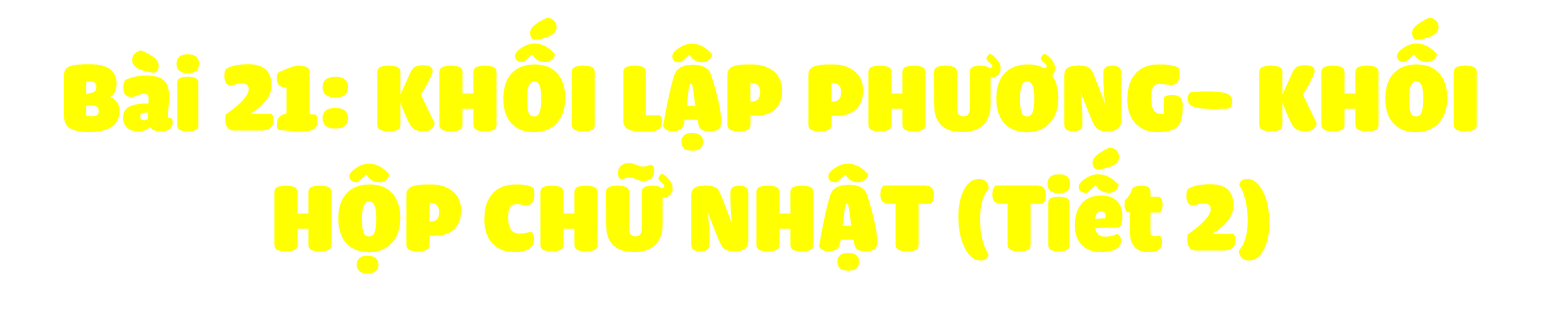 Bài 21: KHỐI LẬP PHƯƠNG- KHỐI
HỘP CHỮ NHẬT (Tiết 2)